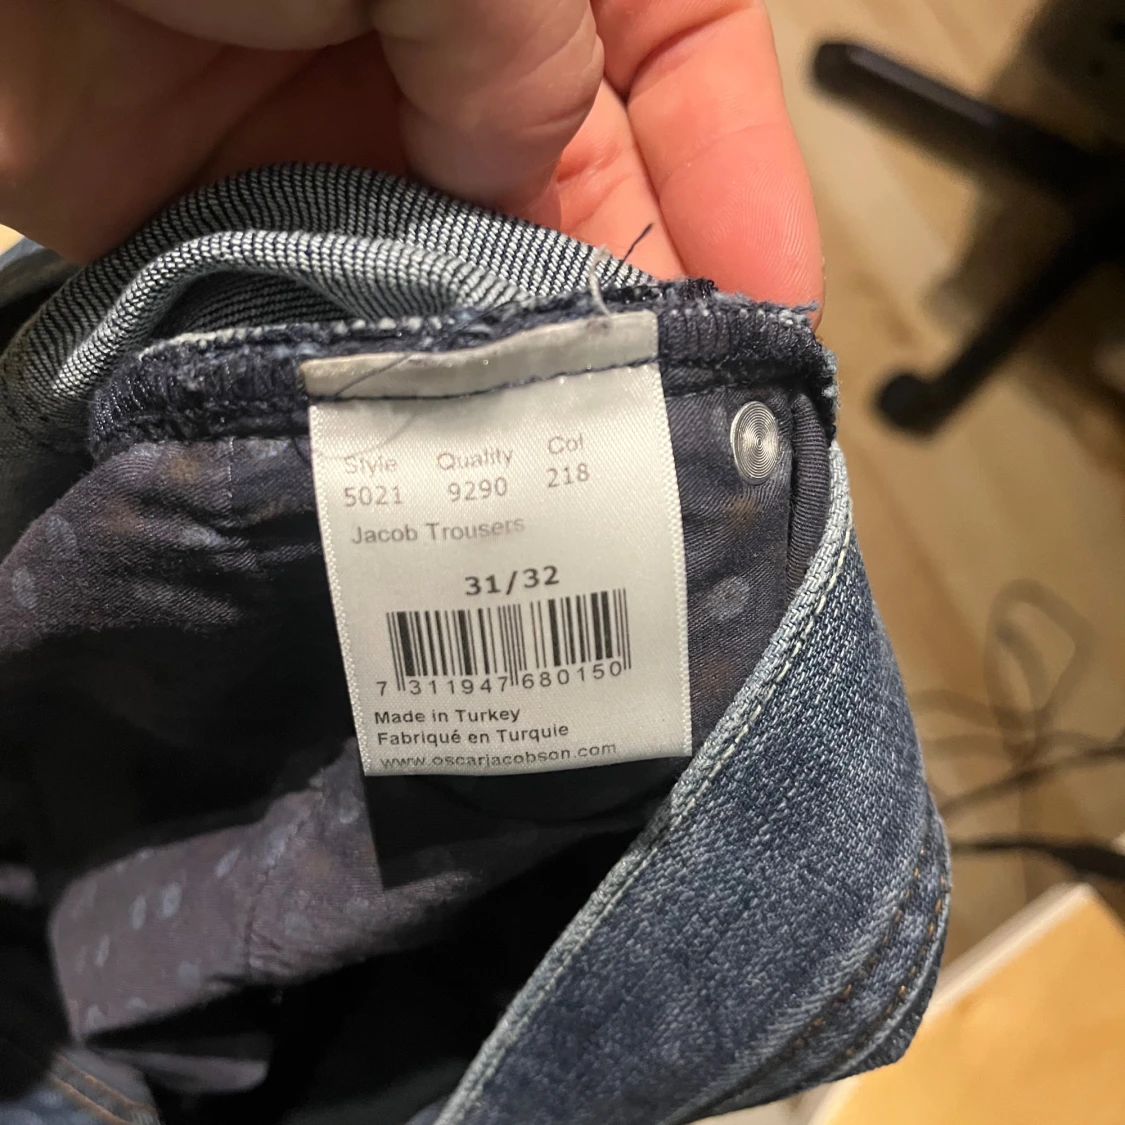 Style Quality Col
5021 9290 218
Jacob Trousers
31/32
7 311947 680150
Made in Turkey
Fabriqué en Turquie
www.oscarjacobson.com